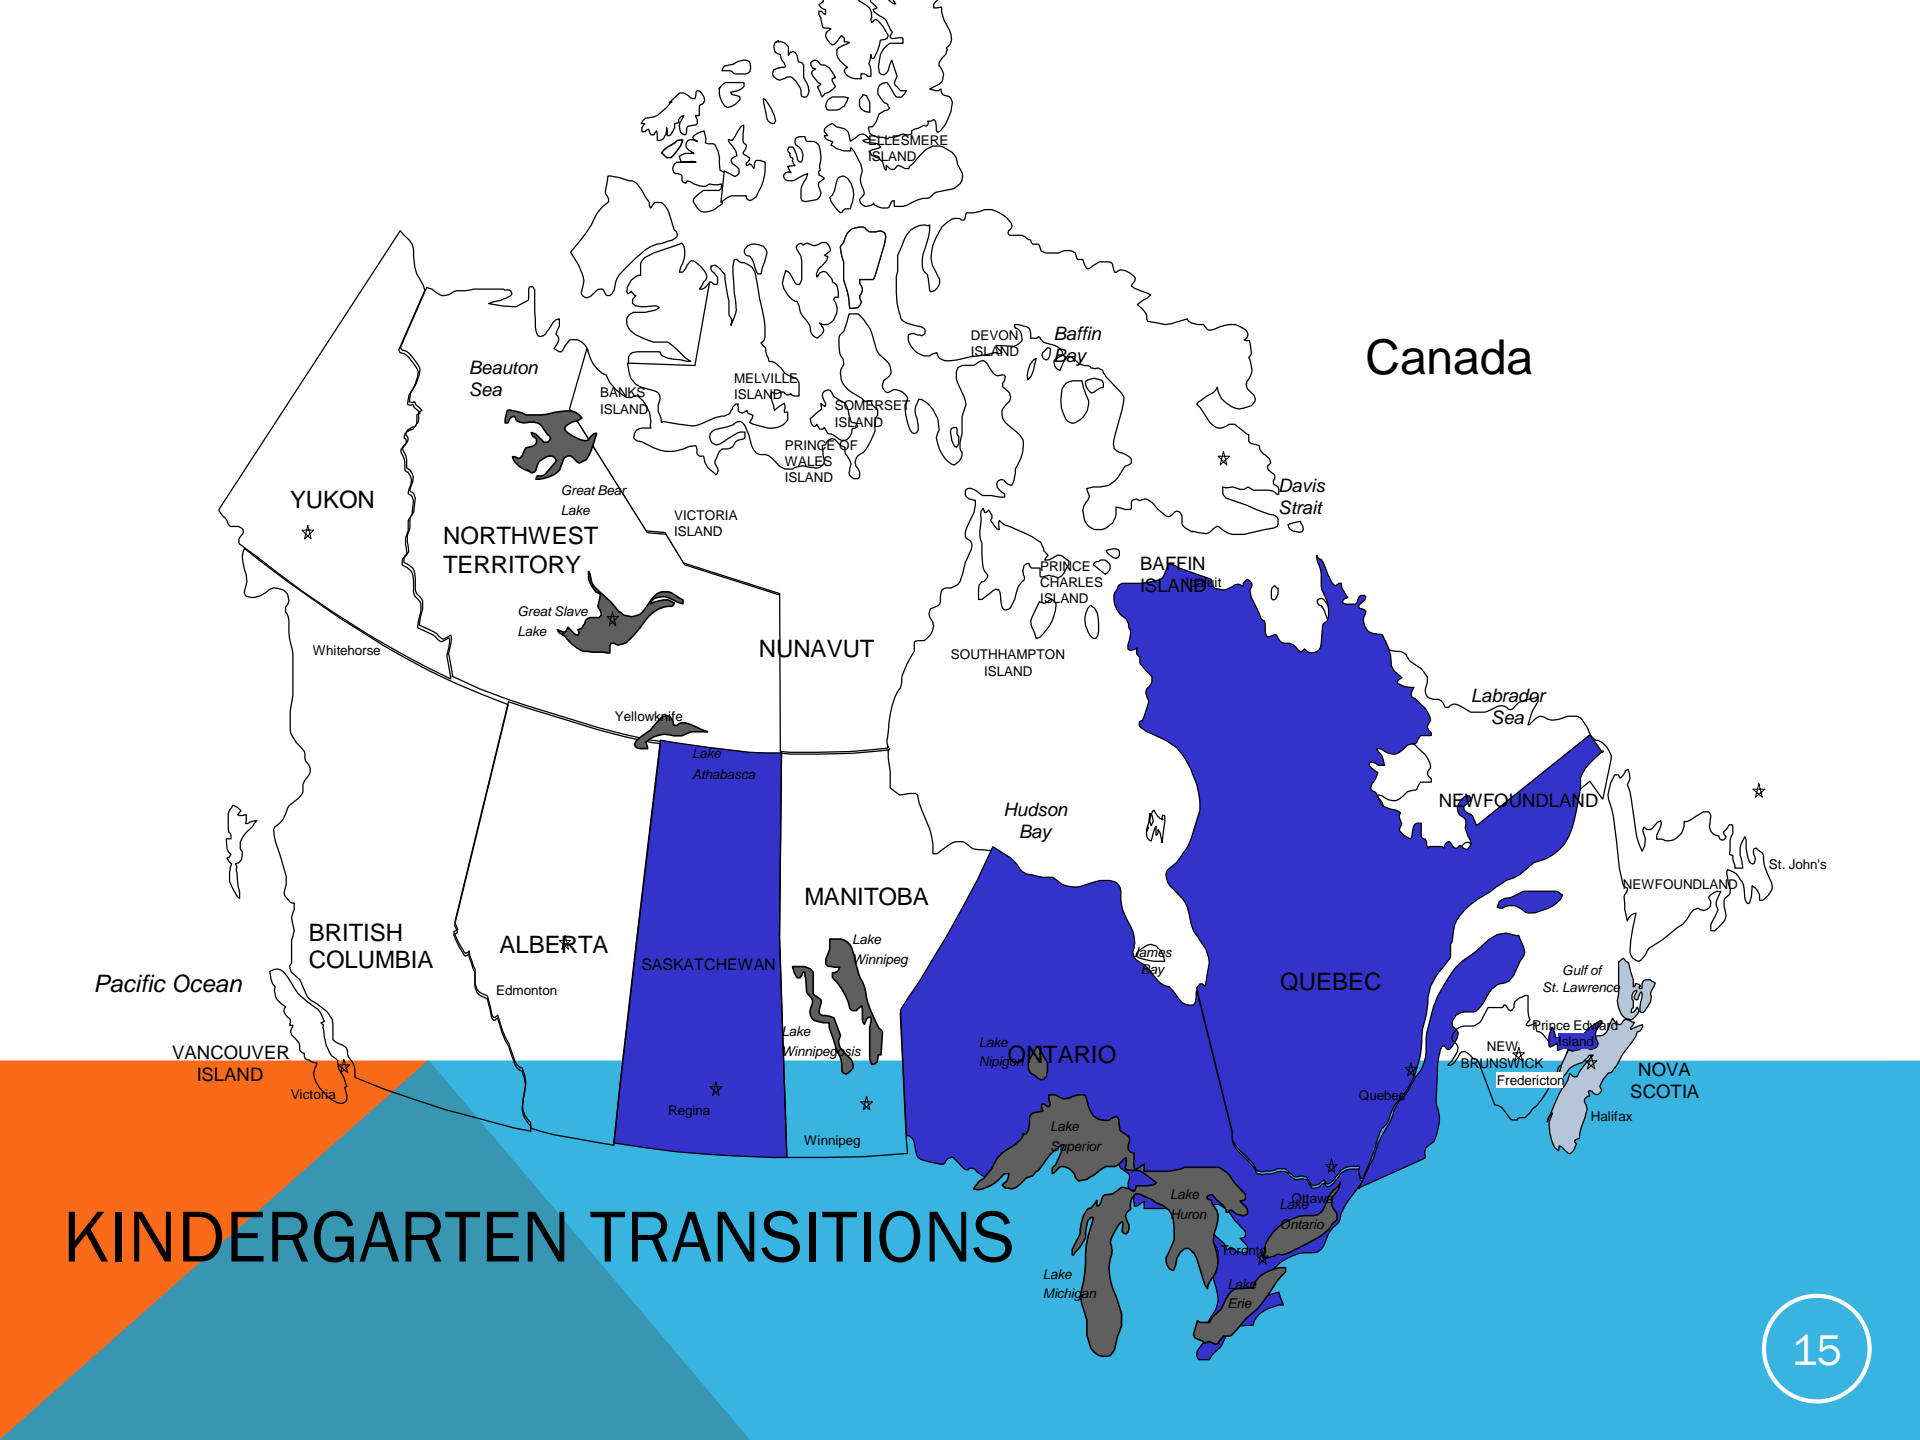 ELLESMERE
ISLAND
Canada
DEVON
ISLAND
Baffin
Bay
Beauton
Sea
BANKS
ISLAND
MELVILLE
ISLAND
SOMERSET
ISLAND
PRINCE OF
WALES
ISLAND
Great Bear
Lake
YUKON
Davis
Strait
VICTORIA
ISLAND
NORTHWEST
TERRITORY
PRINCE
CHARLES
ISLAND
BAFFIN
ISLAND
Great Slave
Lake
Whitehorse
NUNAVUT
SOUTHHAMPTON
ISLAND
Labrador
Sea
Yellowknife
Lake
Athabasca
Hudson
Bay
NEWFOUNDLAND
St. John's
NEWFOUNDLAND
MANITOBA
BRITISH
COLUMBIA
ALBERTA
SASKATCHEWAN
Lake
Winnipeg
James
Bay
QUEBEC
Gulf of
St. Lawrence
Pacific Ocean
Edmonton
Lake
Winnipegosis
Lake
Nipigon
ONTARIO
Prince Edward
Island
NEW
BRUNSWICK
Fredericton
NOVA
SCOTIA
VANCOUVER
ISLAND
Victoria
Regina
Winnipeg
Quebec
Halifax
Lake
Superior
Lake
Huron
Ottawa
Lake
Ontario
Toronto
Lake
Michigan
Lake
Erie
KINDERGARTEN TRANSITIONS
15